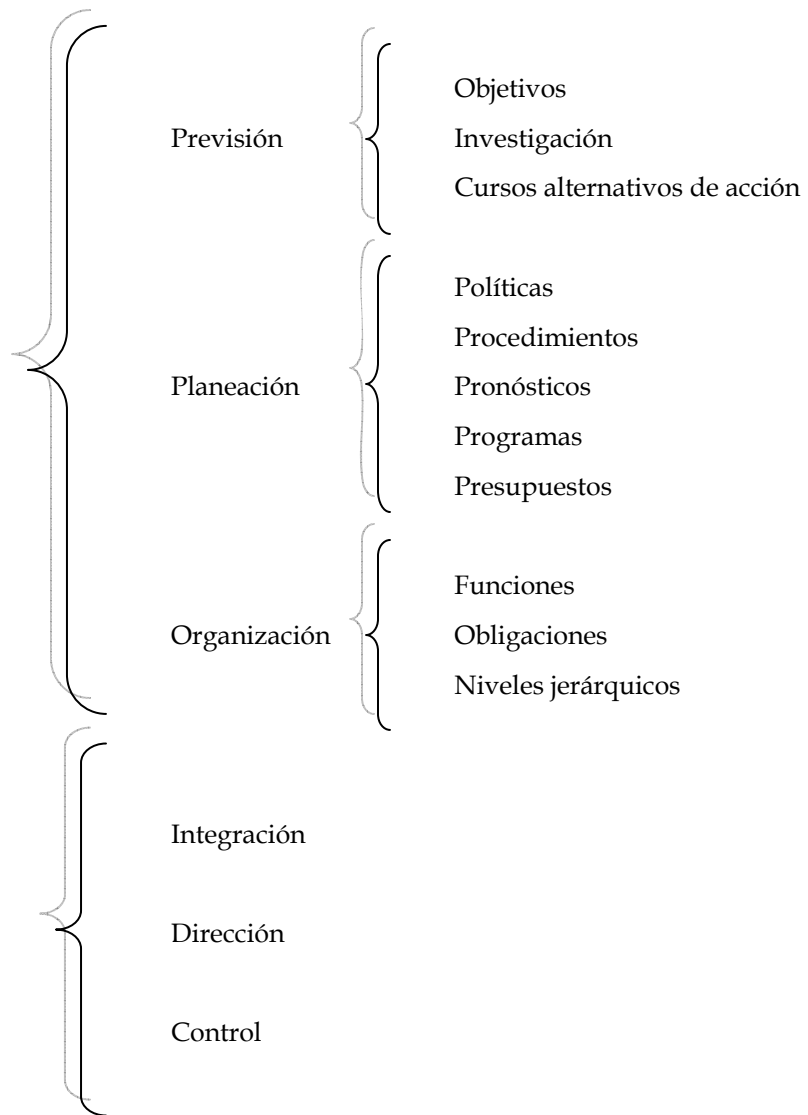 Objetivos
Previsión
Investigación
Cursos alternativos de acción
Políticas
Procedimientos
Planeación
Pronósticos
Programas
Presupuestos
Funciones
Organización
Obligaciones
Niveles jerárquicos
Integración
Dirección
Control